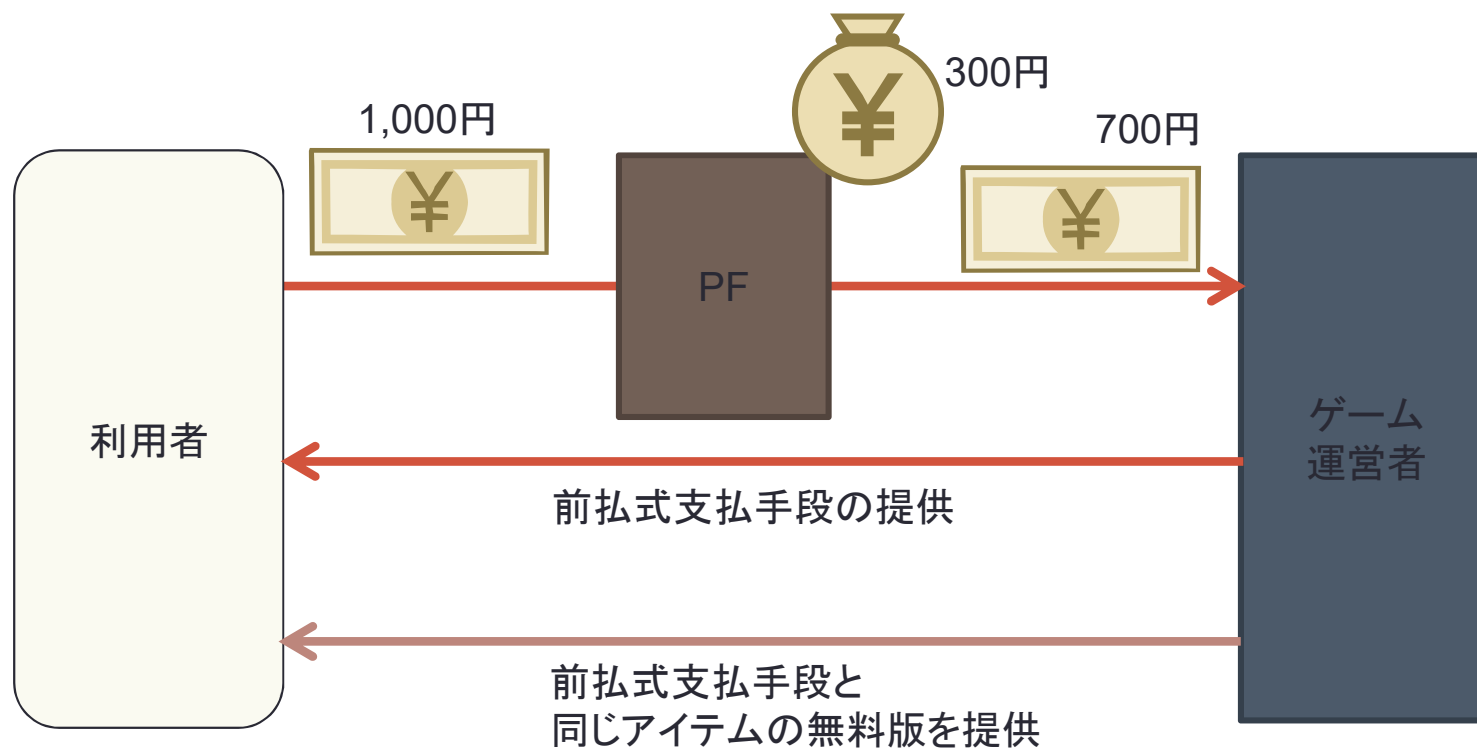 300円
1,000円
700円
¥
¥
¥
PF
利用者
ゲーム
運営者
前払式支払手段の提供
前払式支払手段と
同じアイテムの無料版を提供